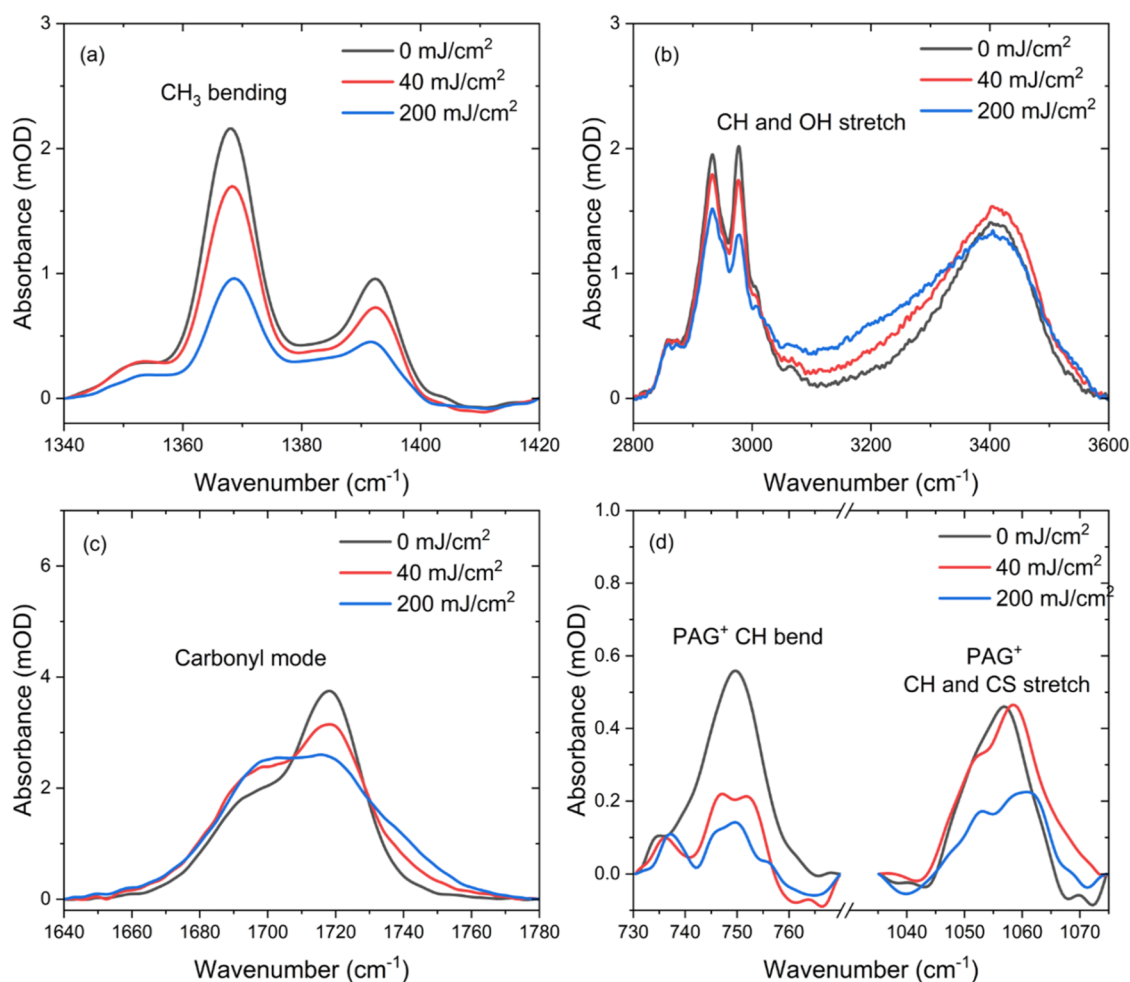 (a)
CH₃ bending
0 mJ/cm²
40 mJ/cm²
200 mJ/cm²
3
2
1
0
Absorbance (mOD)
1340 1360 1380 1400 1420
Wavenumber (cm⁻¹)
(b)
CH and OH stretch
0 mJ/cm²
40 mJ/cm²
200 mJ/cm²
3
2
1
0
Absorbance (mOD)
2800 3000 3200 3400 3600
Wavenumber (cm⁻¹)
(c)
Carbonyl mode
0 mJ/cm²
40 mJ/cm²
200 mJ/cm²
6
4
2
0
Absorbance (mOD)
1640 1660 1680 1700 1720 1740 1760 1780
Wavenumber (cm⁻¹)
(d)
PAG⁺ CH bend
PAG⁺
CH and CS stretch
0 mJ/cm²
40 mJ/cm²
200 mJ/cm²
1.0
0.8
0.6
0.4
0.2
0.0
Absorbance (mOD)
730 740 750 760 1040 1050 1060 1070
Wavenumber (cm⁻¹)